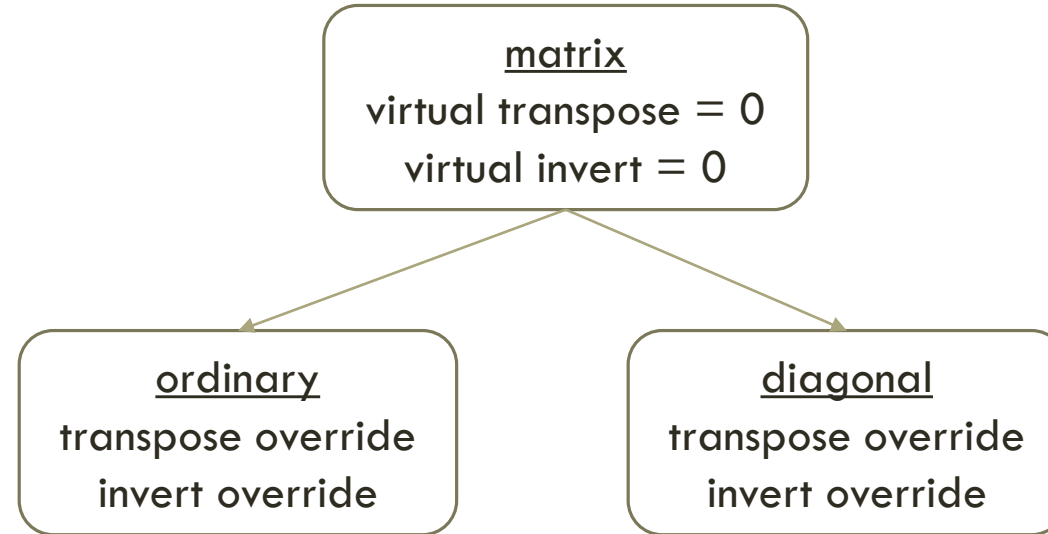 matrix
virtual transpose = 0
virtual invert = 0
ordinary
transpose override
invert override
diagonal
transpose override
invert override